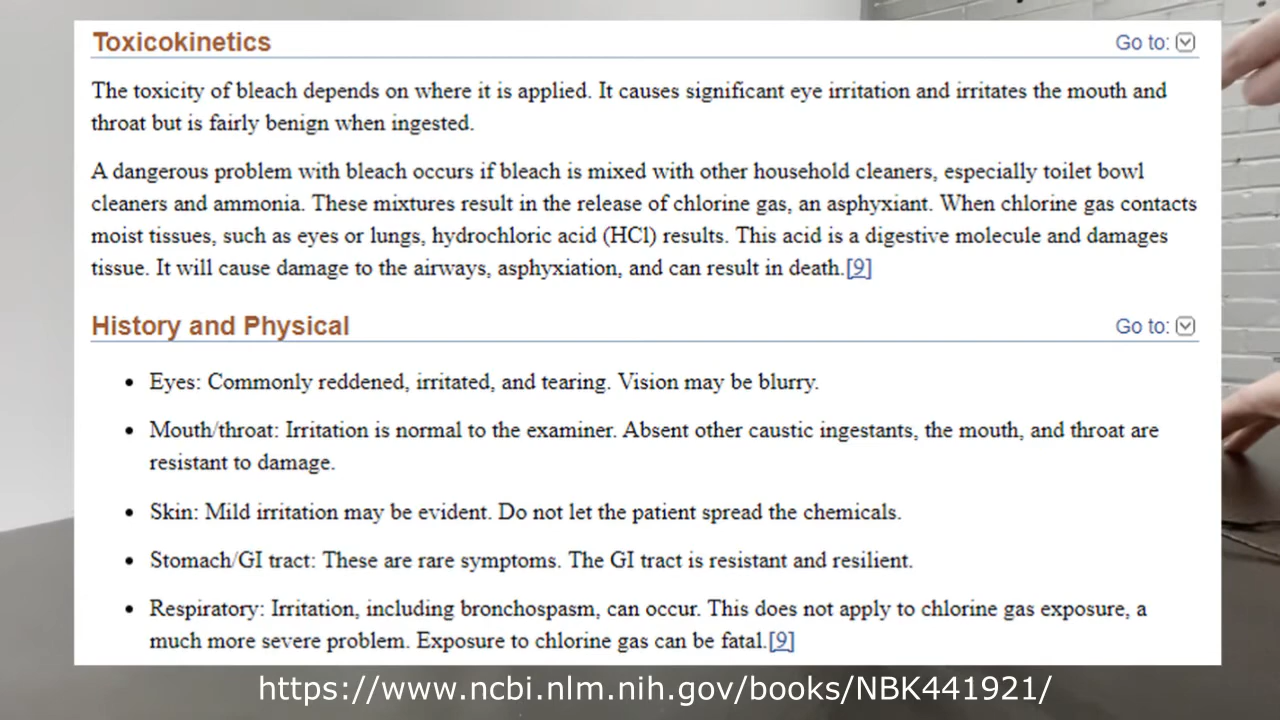 Toxicokinetics
Go to:
The toxicity of bleach depends on where it is applied. It causes significant eye irritation and irritates the mouth and
throat but is fairly benign when ingested.
A dangerous problem with bleach occurs if bleach is mixed with other household cleaners, especially toilet bowl
cleaners and ammonia. These mixtures result in the release of chlorine gas, an asphyxiant. When chlorine gas contacts
moist tissues, such as eyes or lungs, hydrochloric acid (HCl) results. This acid is a digestive molecule and damages
tissue. It will cause damage to the airways, asphyxiation, and can result in death.[9]
History and Physical
Go to:
• Eyes: Commonly reddened, irritated, and tearing. Vision may be blurry.
• Mouth/throat: Irritation is normal to the examiner. Absent other caustic ingestants, the mouth, and throat are
resistant to damage.
• Skin: Mild irritation may be evident. Do not let the patient spread the chemicals.
• Stomach/GI tract: These are rare symptoms. The GI tract is resistant and resilient.
• Respiratory: Irritation, including bronchospasm, can occur. This does not apply to chlorine gas exposure, a
much more severe problem. Exposure to chlorine gas can be fatal.[9]
https://www.ncbi.nlm.nih.gov/books/NBK441921/